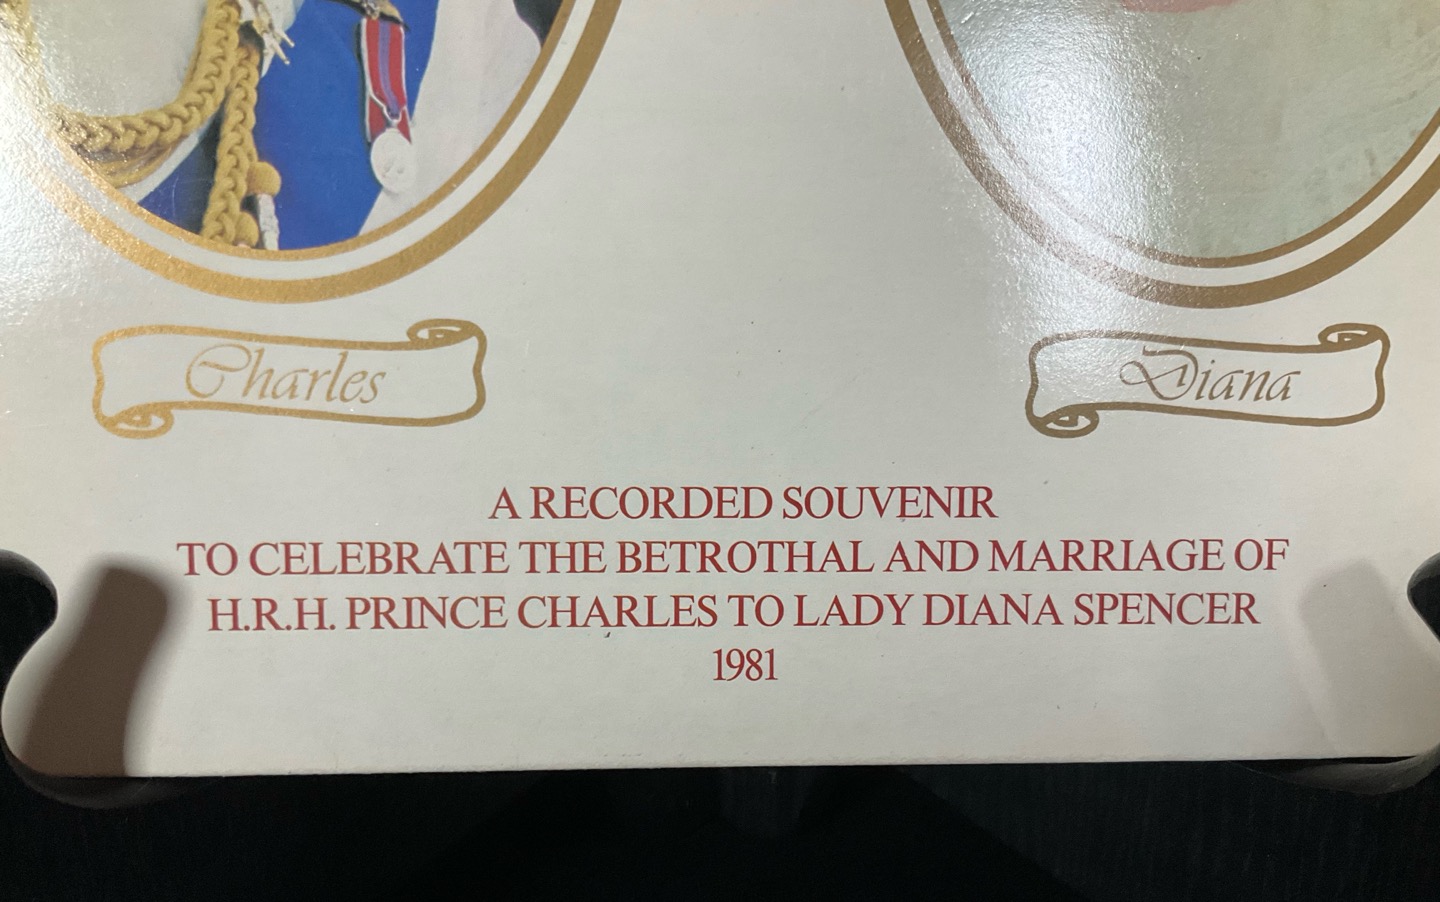 Charles
Diana
A RECORDED SOUVENIR
TO CELEBRATE THE BETROTHAL AND MARRIAGE OF
H.R.H. PRINCE CHARLES TO LADY DIANA SPENCER
1981